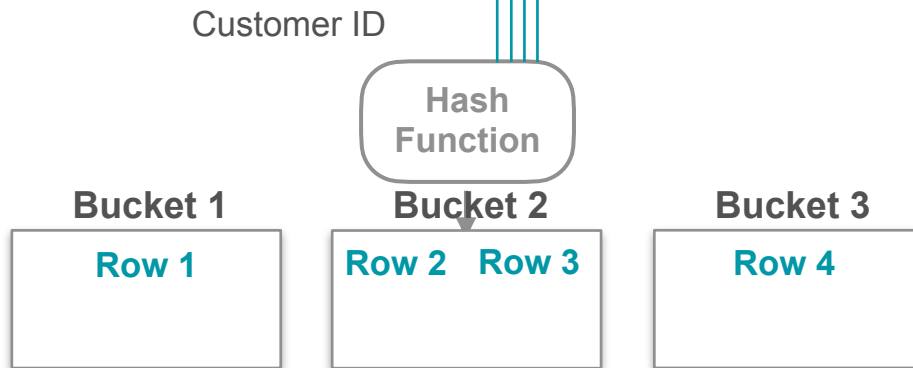 Customer ID
Hash
Function
Bucket 1 Bucket 2 Bucket 3
Row 1 Row 2 Row 3 Row 4